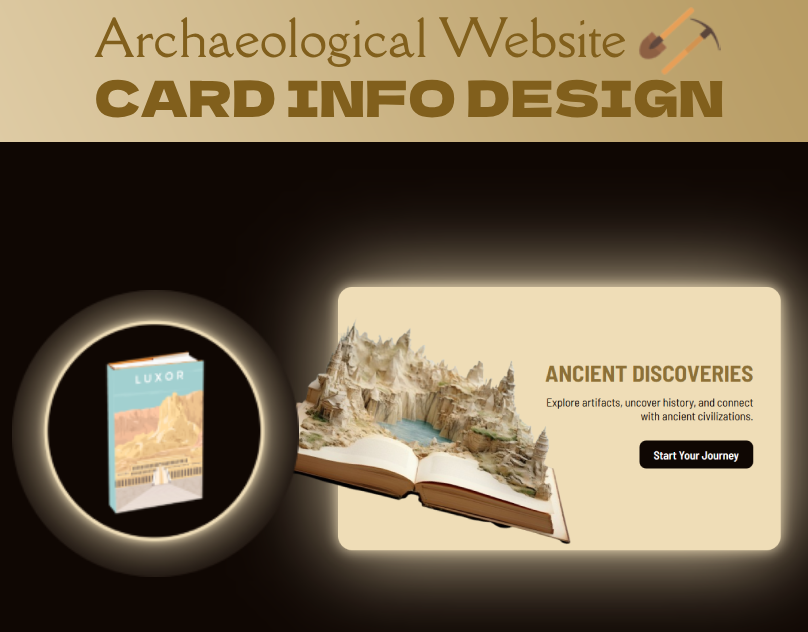 Archaeological Website
CARD INFO DESIGN
LUXOR
ANCIENT DISCOVERIES
Explore artifacts, uncover history, and connect
with ancient civilizations.
Start Your Journey